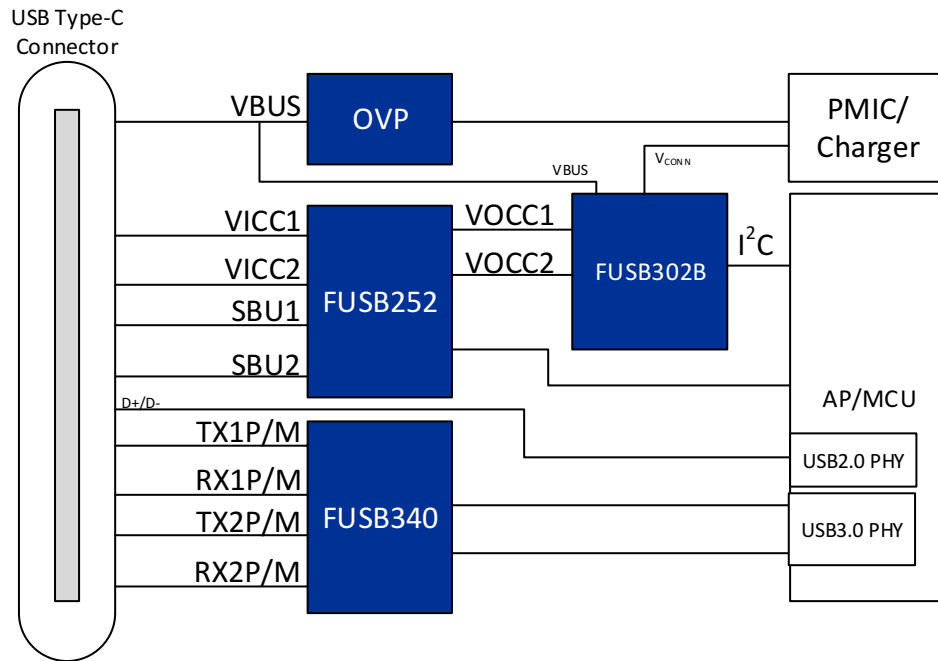 USB Type-C
Connector
VBUS
OVP
PMIC/
Charger
VBUS
VCONN
VICC1
VICC2
SBU1
SBU2
FUSB252
VOCC1
VOCC2
FUSB302B
I²C
AP/MCU
D+/D-
TX1P/M
RX1P/M
TX2P/M
RX2P/M
FUSB340
USB2.0 PHY
USB3.0 PHY